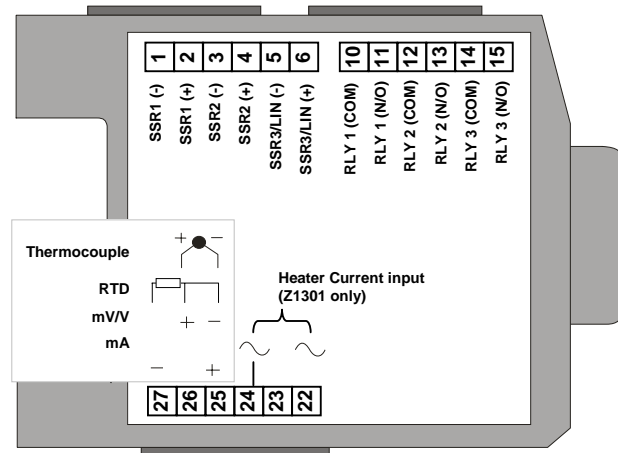 1 2 3 4 5 6 10 11 12 13 14 15
SSR1 (-)
SSR1 (+)
SSR2 (-)
SSR2 (+)
SSR3/LIN (-)
SSR3/LIN (+)
RLY 1 (COM)
RLY 1 (N/O)
RLY 2 (COM)
RLY 2 (N/O)
RLY 3 (COM)
RLY 3 (N/O)
Thermocouple + −
RTD
Heater Current input
(Z1301 only)
mV/V + −
mA
− +
27 26 25 24 23 22